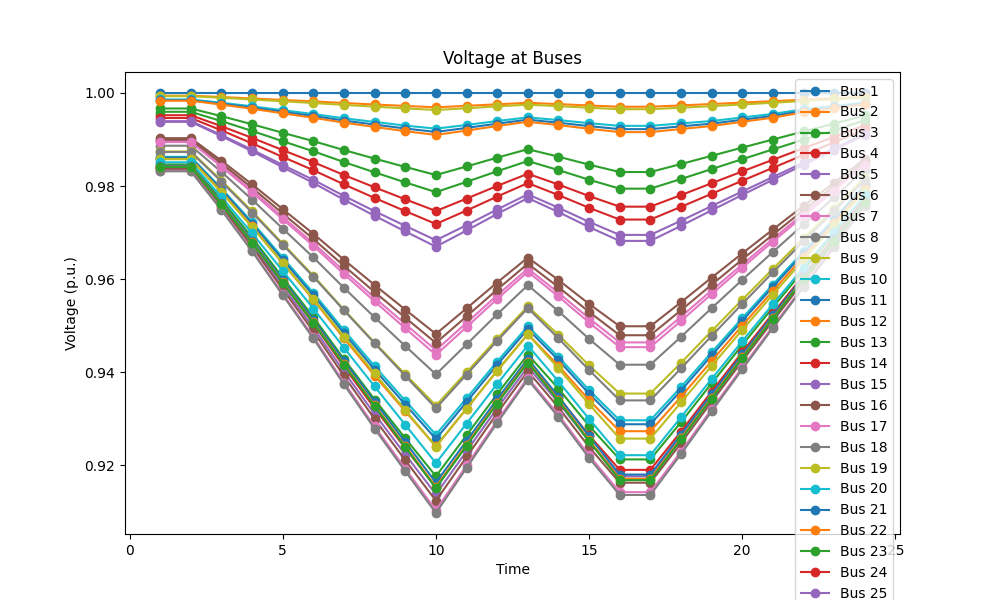 Voltage at Buses
Voltage (p.u.)
1.00
0.98
0.96
0.94
0.92
0
5
10
15
20
25
Time
Bus 1
Bus 2
Bus 3
Bus 4
Bus 5
Bus 6
Bus 7
Bus 8
Bus 9
Bus 10
Bus 11
Bus 12
Bus 13
Bus 14
Bus 15
Bus 16
Bus 17
Bus 18
Bus 19
Bus 20
Bus 21
Bus 22
Bus 23
Bus 24
Bus 25